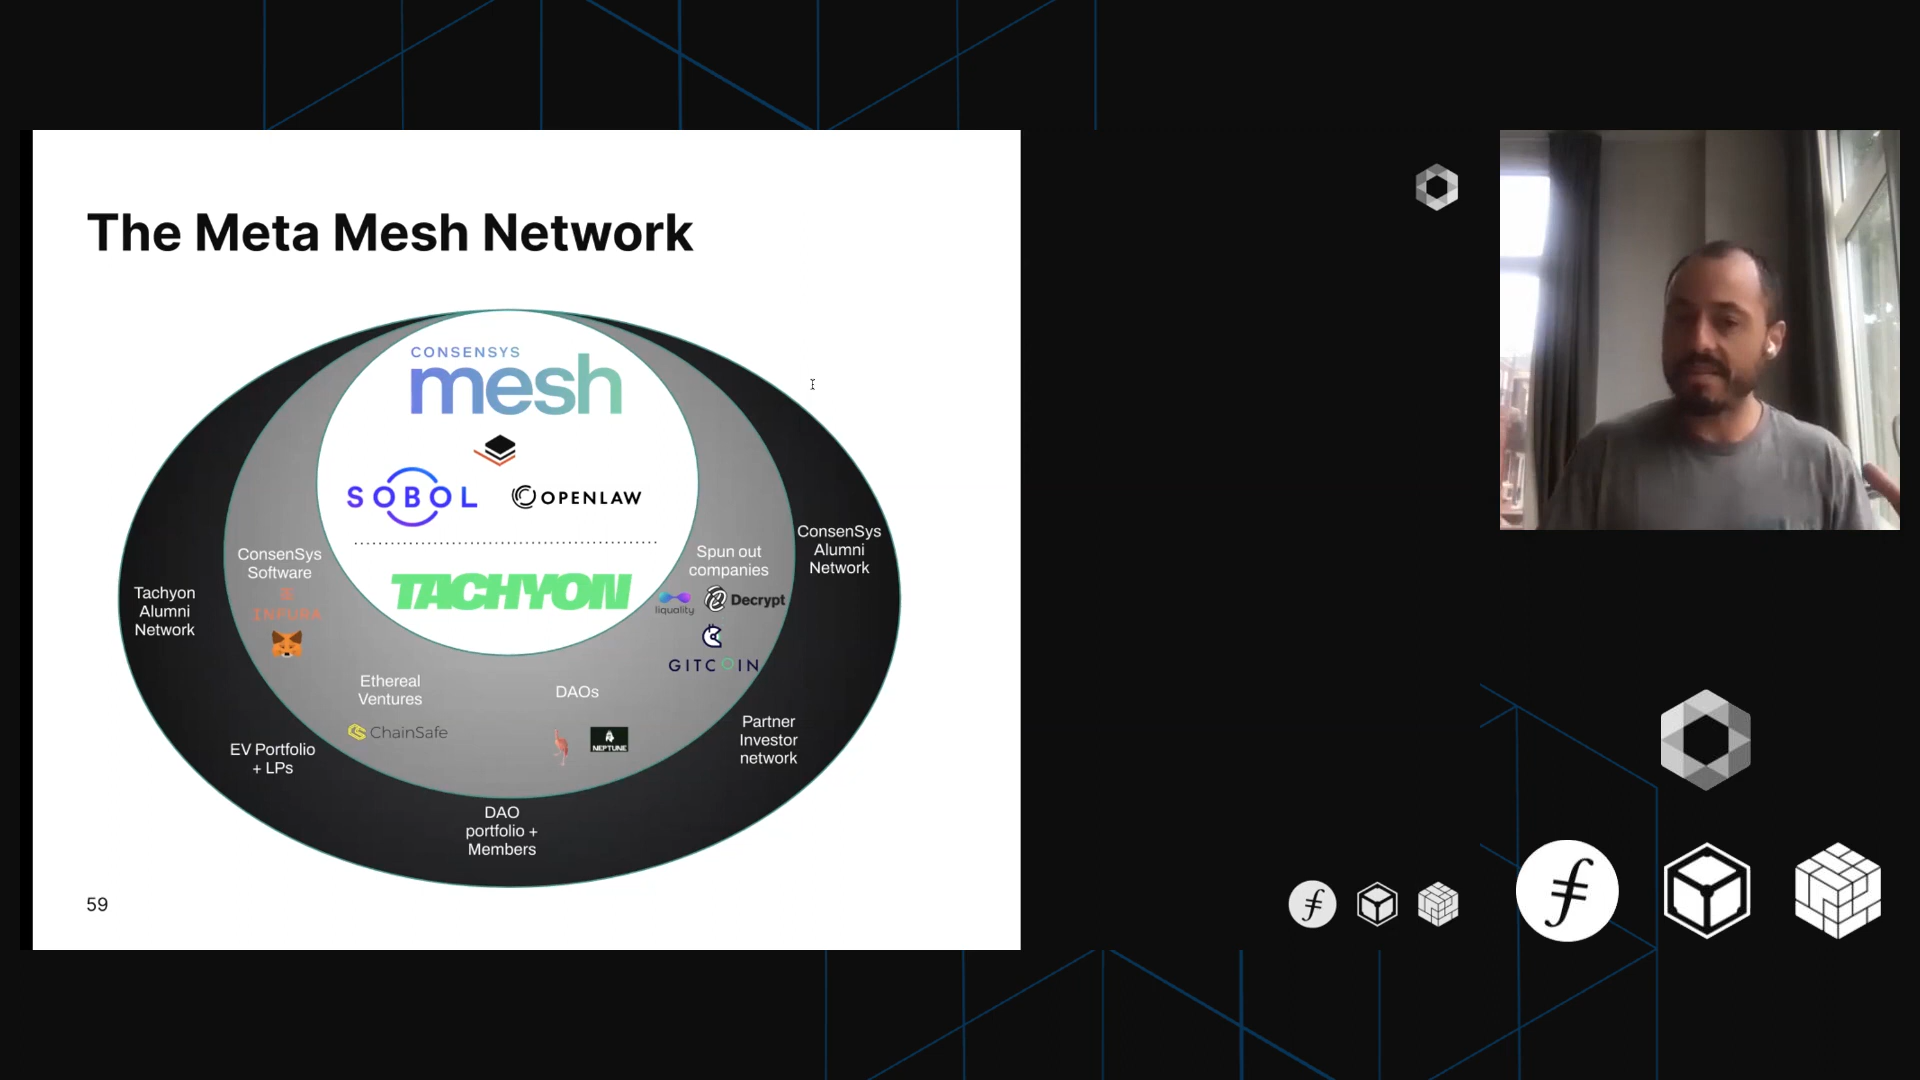 The Meta Mesh Network
CONSENSYS
mesh
SOBOL
OPENLAW
TACHYON
ConsenSys
Software
INFURA
Spun out
companies
liquality
Decrypt
GITCOIN
ConsenSys
Alumni
Network
Tachyon
Alumni
Network
Ethereal
Ventures
ChainSafe
DAOs
NEPTUNE
Partner
Investor
network
EV Portfolio
+ LPs
DAO
portfolio +
Members
59